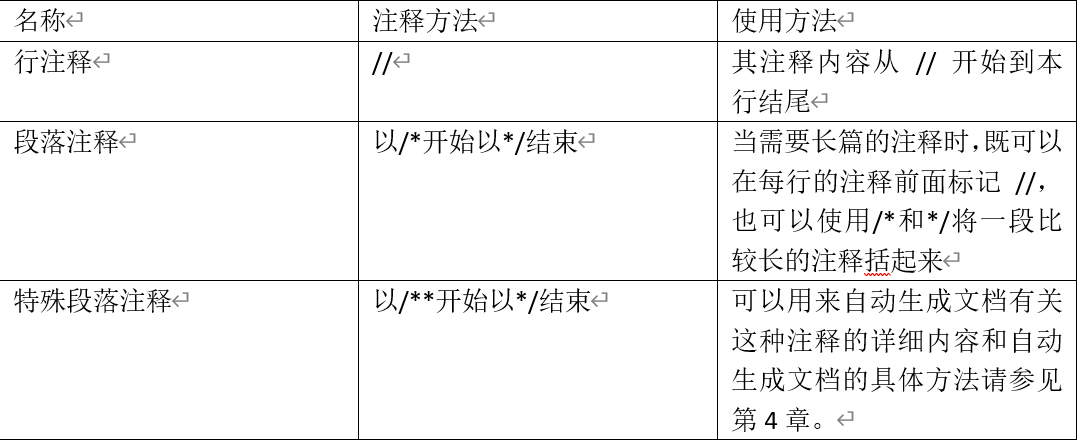 名称 注释方法 使用方法
行注释 // 其注释内容从 // 开始到本
行结尾
段落注释 以/*开始以*/结束 当需要长篇的注释时,既可以
在每行的注释前面标记 //,
也可以使用/*和*/将一段比
较长的注释括起来
特殊段落注释 以/**开始以*/结束 可以用来自动生成文档有关
这种注释的详细内容和自动
生成文档的具体方法请参见
第 4 章。